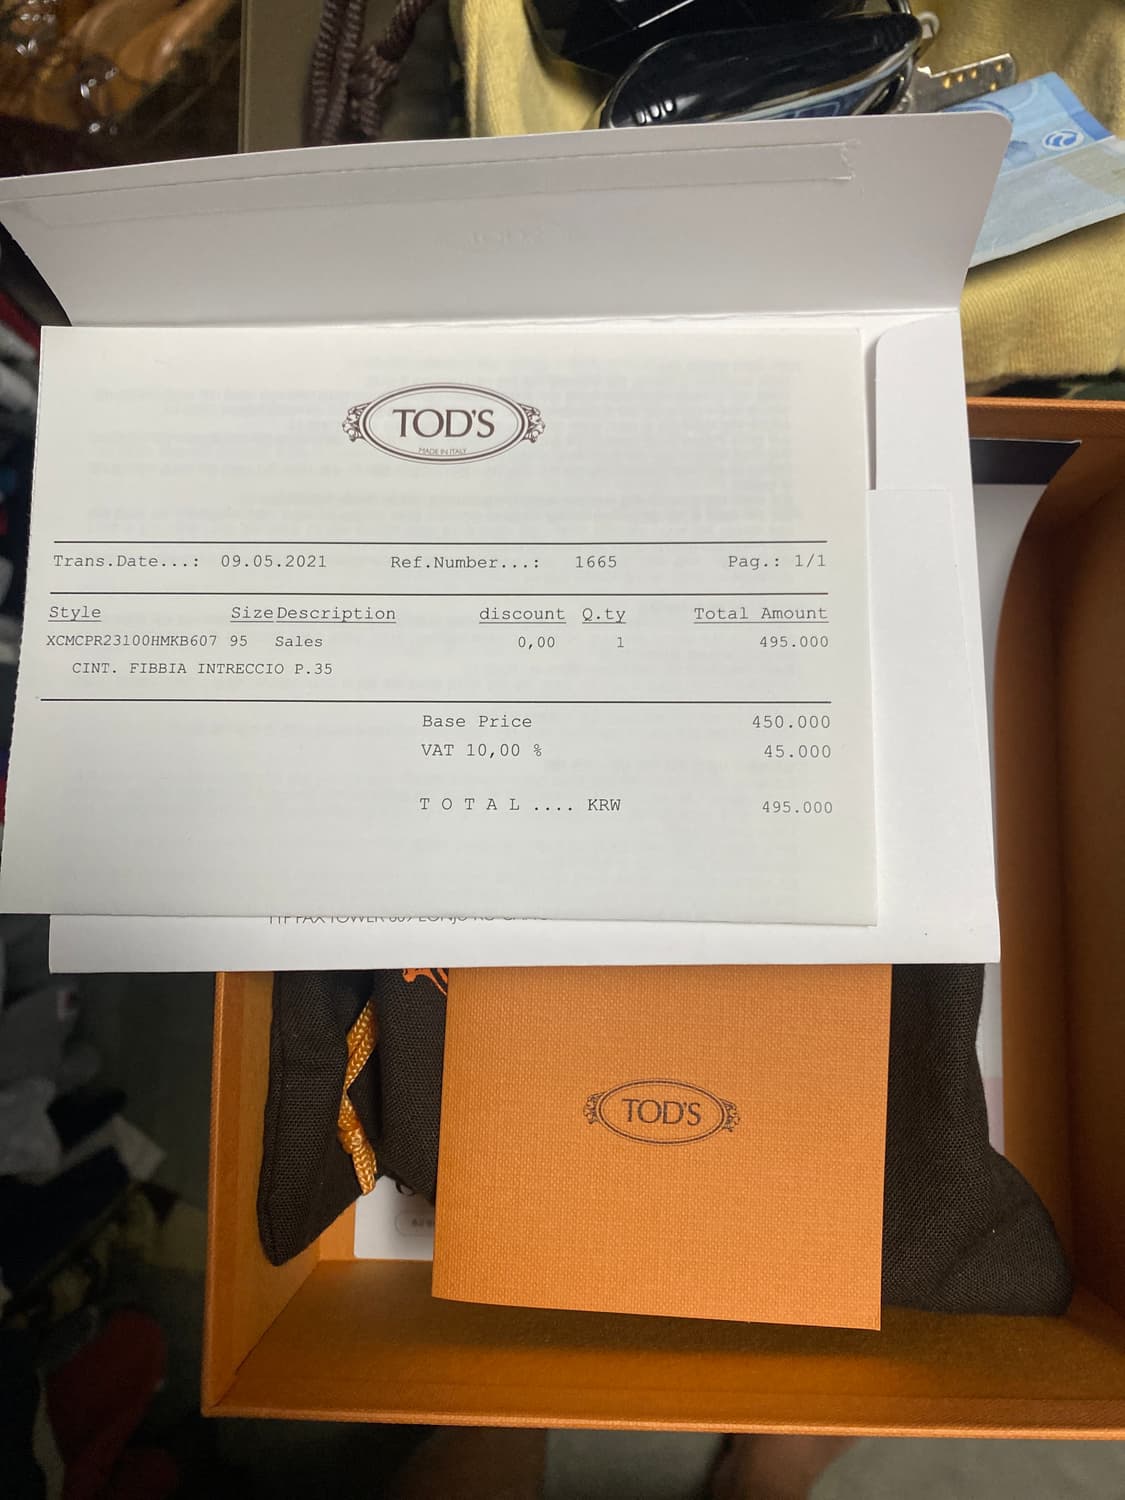 TOD'S
MADE IN ITALY
Trans.Date...: 09.05.2021 Ref.Number...: 1665 Pag.: 1/1
Style Size Description discount Q.ty Total Amount
XCMCPR23100HMKB607 95 Sales 0,00 1 495.000
CINT. FIBBIA INTRECCIO P.35
Base Price 450.000
VAT 10,00 % 45.000
T O T A L .... KRW 495.000
TOD'S